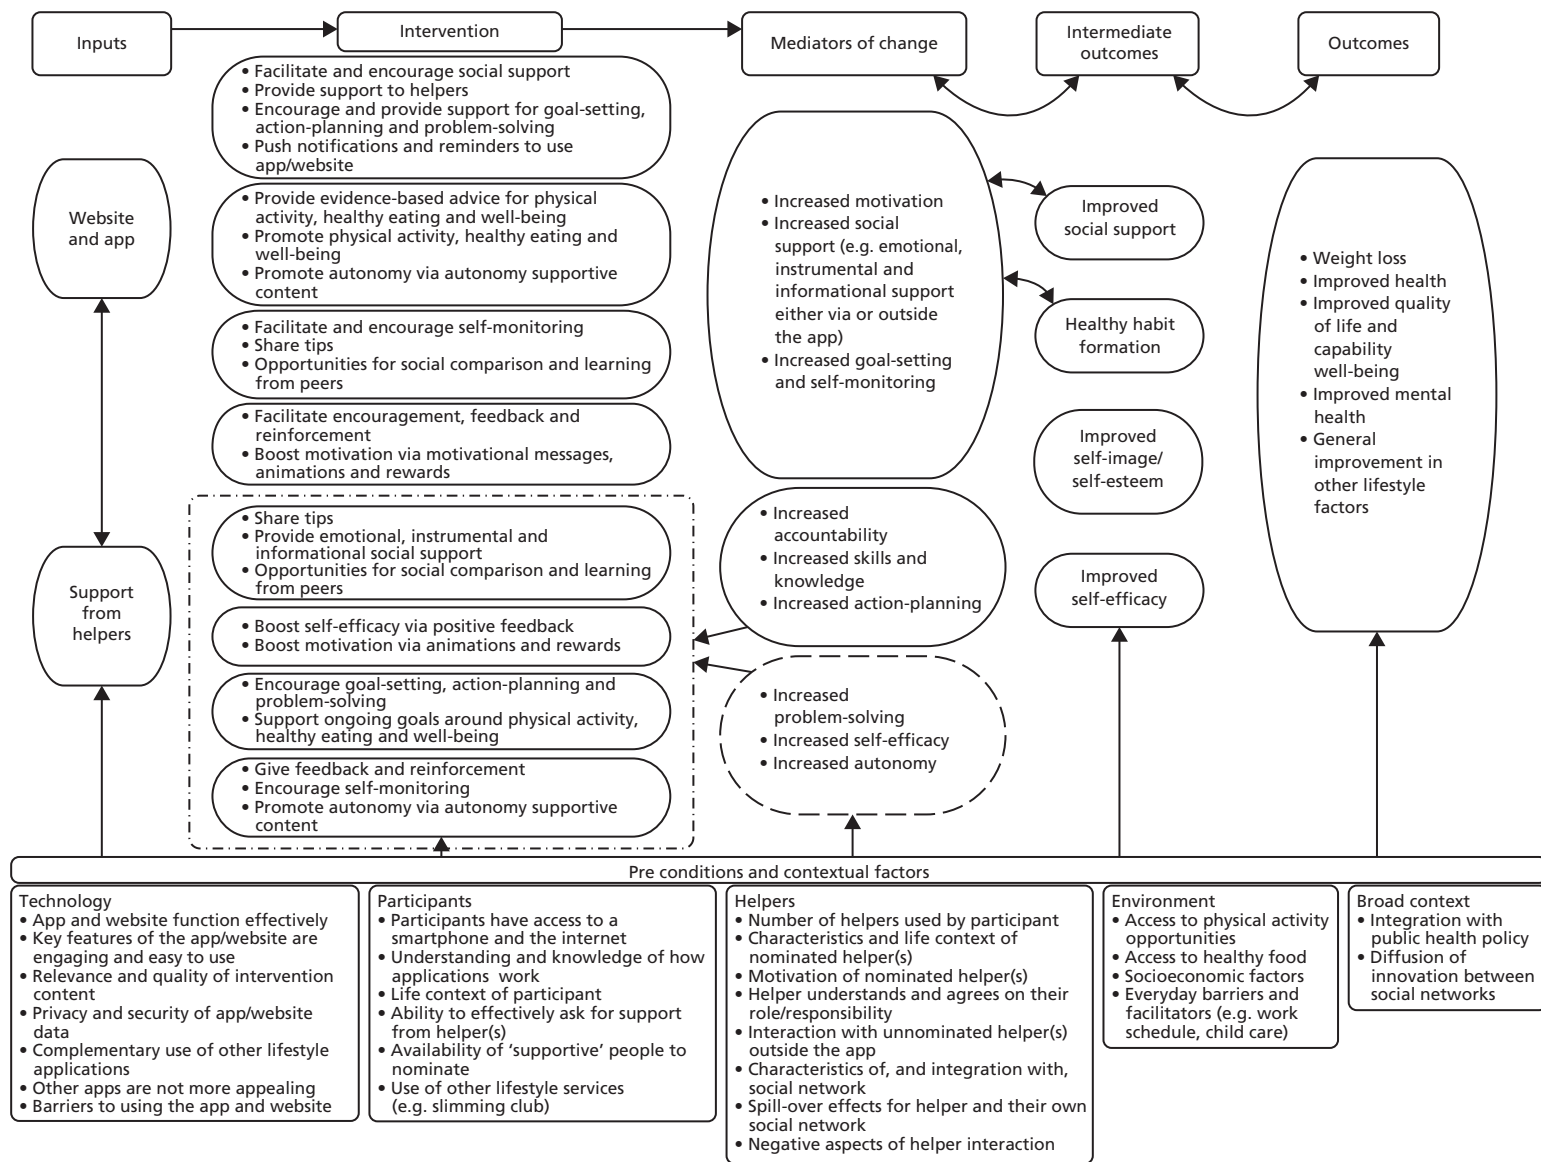 Inputs
Intervention
Mediators of change
Intermediate
outcomes
Outcomes
Website
and app
Support
from
helpers
• Facilitate and encourage social support
• Provide support to helpers
• Encourage and provide support for goal-setting,
action-planning and problem-solving
• Push notifications and reminders to use
app/website
• Provide evidence-based advice for physical
activity, healthy eating and well-being
• Promote physical activity, healthy eating and
well-being
• Promote autonomy via autonomy supportive
content
• Facilitate and encourage self-monitoring
• Share tips
• Opportunities for social comparison and learning
from peers
• Facilitate encouragement, feedback and
reinforcement
• Boost motivation via motivational messages,
animations and rewards
• Share tips
• Provide emotional, instrumental and
informational social support
• Opportunities for social comparison and learning
from peers
• Boost self-efficacy via positive feedback
• Boost motivation via animations and rewards
• Encourage goal-setting, action-planning and
problem-solving
• Support ongoing goals around physical activity,
healthy eating and well-being
• Give feedback and reinforcement
• Encourage self-monitoring
• Promote autonomy via autonomy supportive
content
• Increased motivation
• Increased social
support (e.g. emotional,
instrumental and
informational support
either via or outside
the app)
• Increased goal-setting
and self-monitoring
• Increased
accountability
• Increased skills and
knowledge
• Increased action-planning
• Increased
problem-solving
• Increased self-efficacy
• Increased autonomy
Improved
social support
Healthy habit
formation
Improved
self-image/
self-esteem
Improved
self-efficacy
• Weight loss
• Improved health
• Improved quality
of life and
capability
well-being
• Improved mental
health
• General
improvement in
other lifestyle
factors
Pre conditions and contextual factors
Technology
• App and website function effectively
• Key features of the app/website are
engaging and easy to use
• Relevance and quality of intervention
content
• Privacy and security of app/website
data
• Complementary use of other lifestyle
applications
• Other apps are not more appealing
• Barriers to using the app and website
Participants
• Participants have access to a
smartphone and the internet
• Understanding and knowledge of how
applications work
• Life context of participant
• Ability to effectively ask for support
from helper(s)
• Availability of ‘supportive’ people to
nominate
• Use of other lifestyle services
(e.g. slimming club)
Helpers
• Number of helpers used by participant
• Characteristics and life context of
nominated helper(s)
• Motivation of nominated helper(s)
• Helper understands and agrees on their
role/responsibility
• Interaction with unnominated helper(s)
outside the app
• Characteristics of, and integration with,
social network
• Spill-over effects for helper and their own
social network
• Negative aspects of helper interaction
Environment
• Access to physical activity
opportunities
• Access to healthy food
• Socioeconomic factors
• Everyday barriers and
facilitators (e.g. work
schedule, child care)
Broad context
• Integration with
public health policy
• Diffusion of
innovation between
social networks